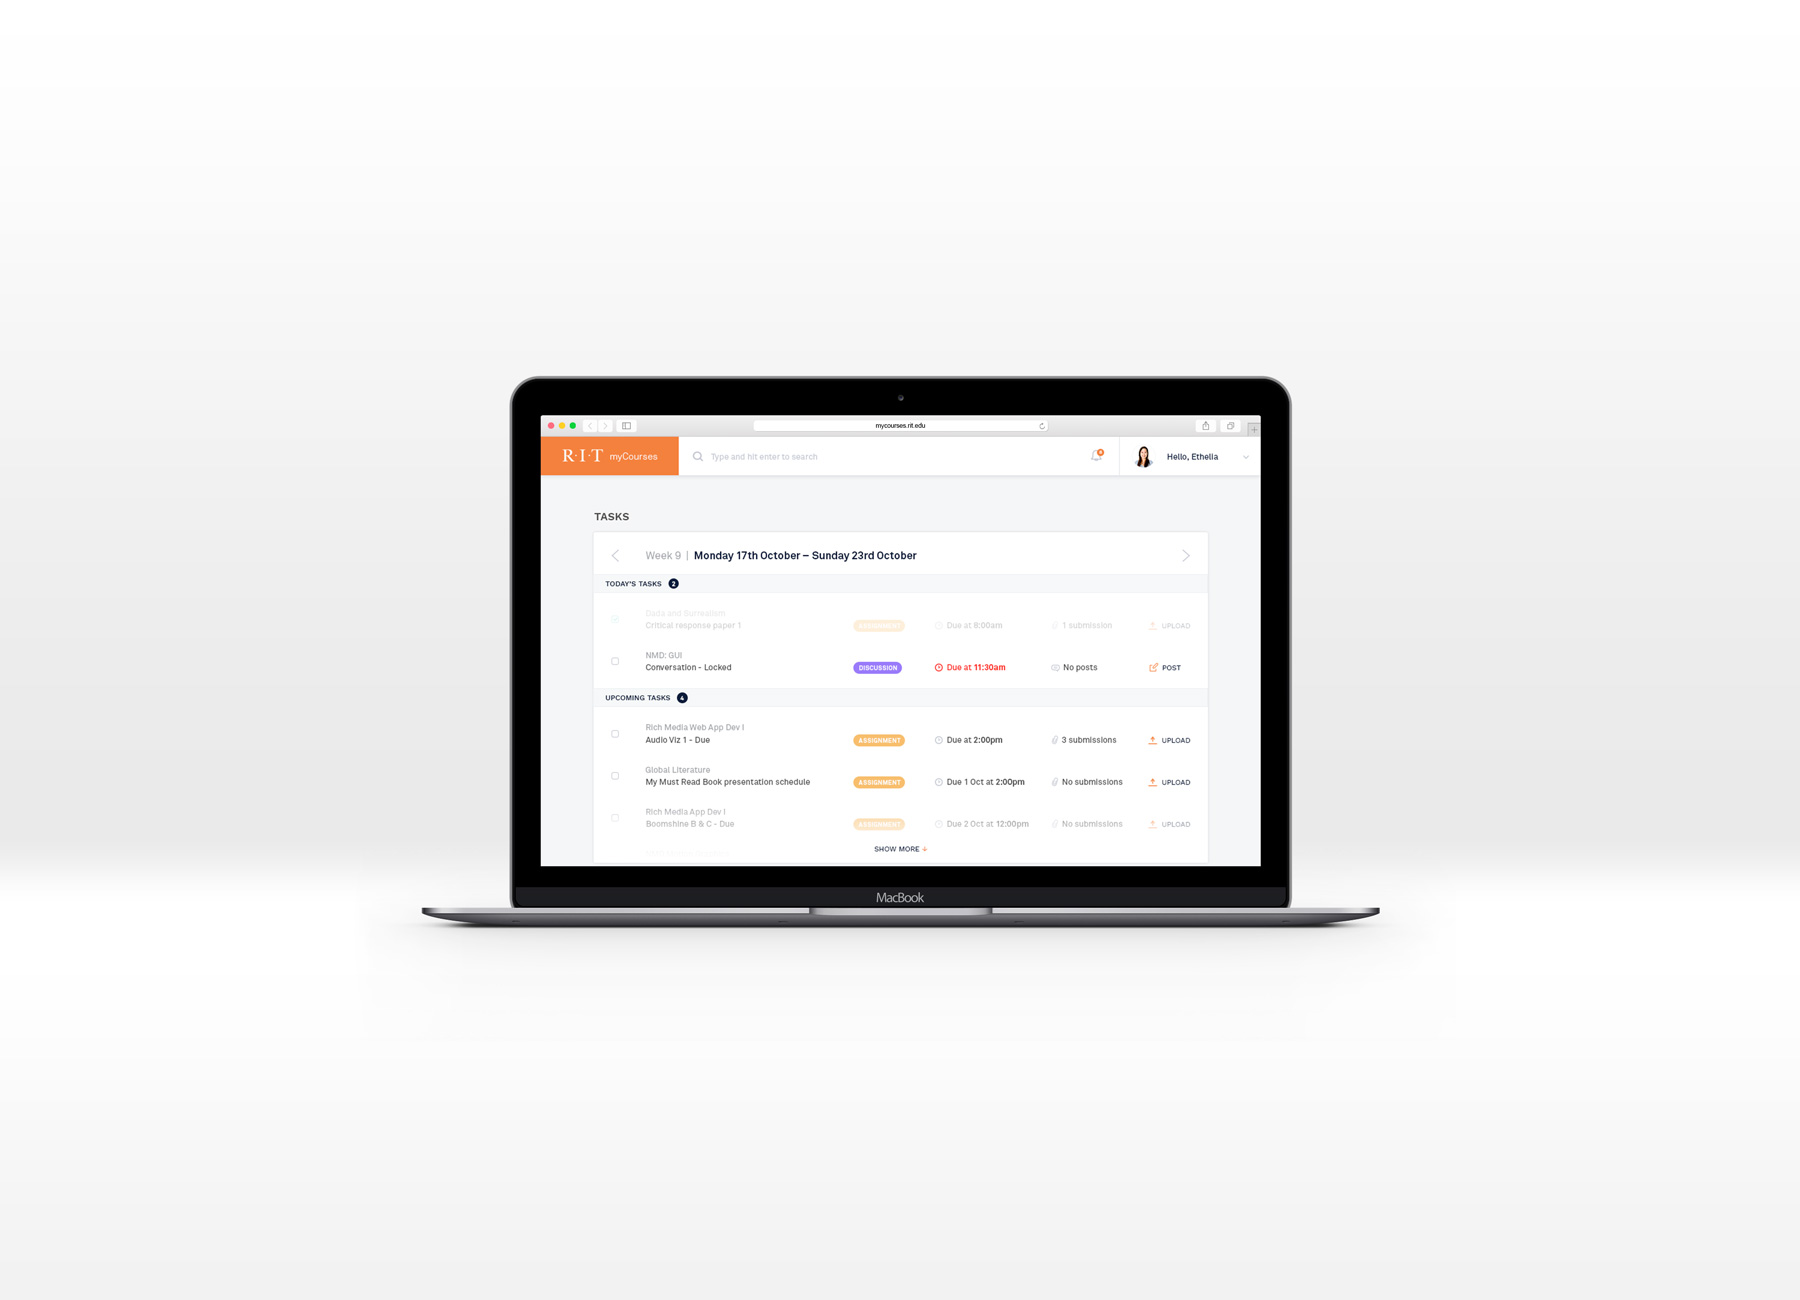 mycourses.rit.edu
R·I·T myCourses
Type and hit enter to search
Hello, Ethelia
TASKS
Week 9 | Monday 17th October – Sunday 23rd October
TODAY'S TASKS 2
Dada and Surrealism
Critical response paper 1 ASSIGNMENT Due at 8:00am 1 submission UPLOAD
NMD: GUI
Conversation - Locked DISCUSSION Due at 11:30am No posts POST
UPCOMING TASKS 4
Rich Media Web App Dev I
Audio Viz 1 - Due ASSIGNMENT Due at 2:00pm 3 submissions UPLOAD
Global Literature
My Must Read Book presentation schedule ASSIGNMENT Due 1 Oct at 2:00pm No submissions UPLOAD
Rich Media App Dev I
Boomshine B & C - Due ASSIGNMENT Due 2 Oct at 12:00pm No submissions UPLOAD
SHOW MORE
MacBook